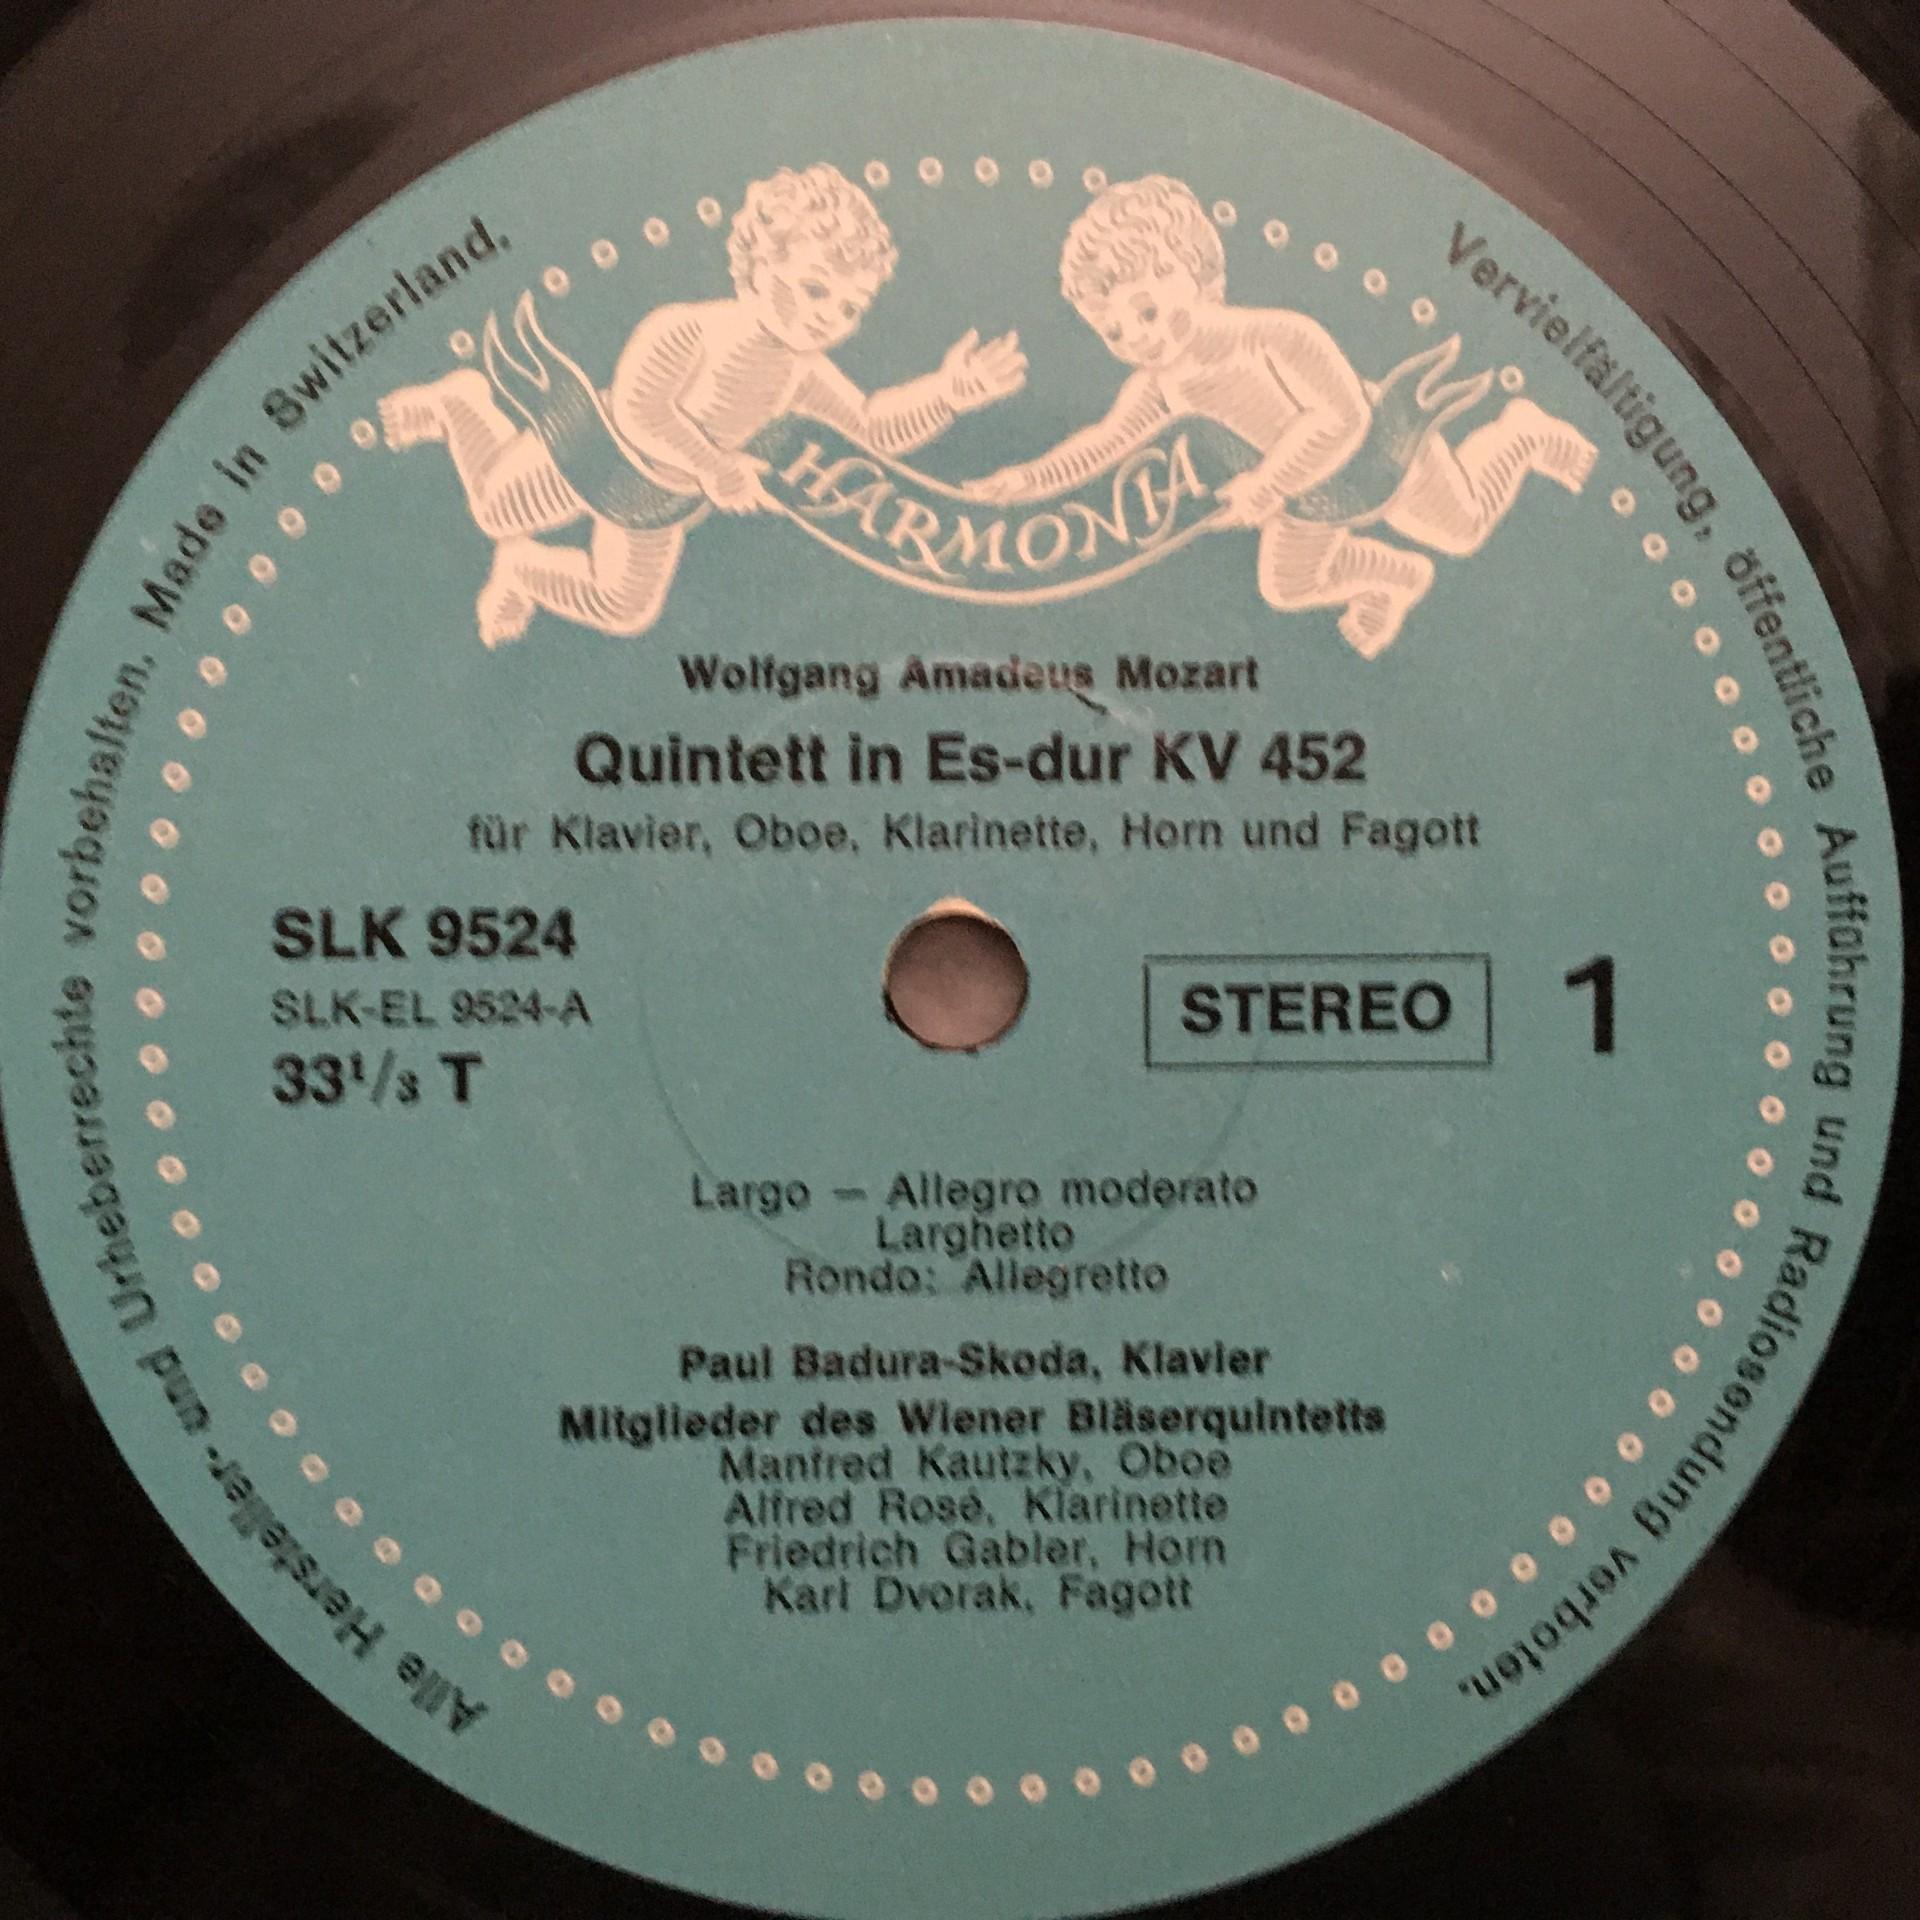 HARMONIA
Wolfgang Amadeus Mozart
Quintett in Es-dur KV 452
für Klavier, Oboe, Klarinette, Horn und Fagott
SLK 9524
SLK-EL 9524-A
33¹/₃ T
STEREO
1
Largo — Allegro moderato
Larghetto
Rondo: Allegretto
Paul Badura-Skoda, Klavier
Mitglieder des Wiener Bläserquintetts
Manfred Kautzky, Oboe
Alfred Rosé, Klarinette
Friedrich Gabler, Horn
Karl Dvorak, Fagott
Alle Hersteller- und Urheberrechte vorbehalten. Made in Switzerland.
Vervielfältigung, öffentliche Aufführung und Radiosendung verboten.